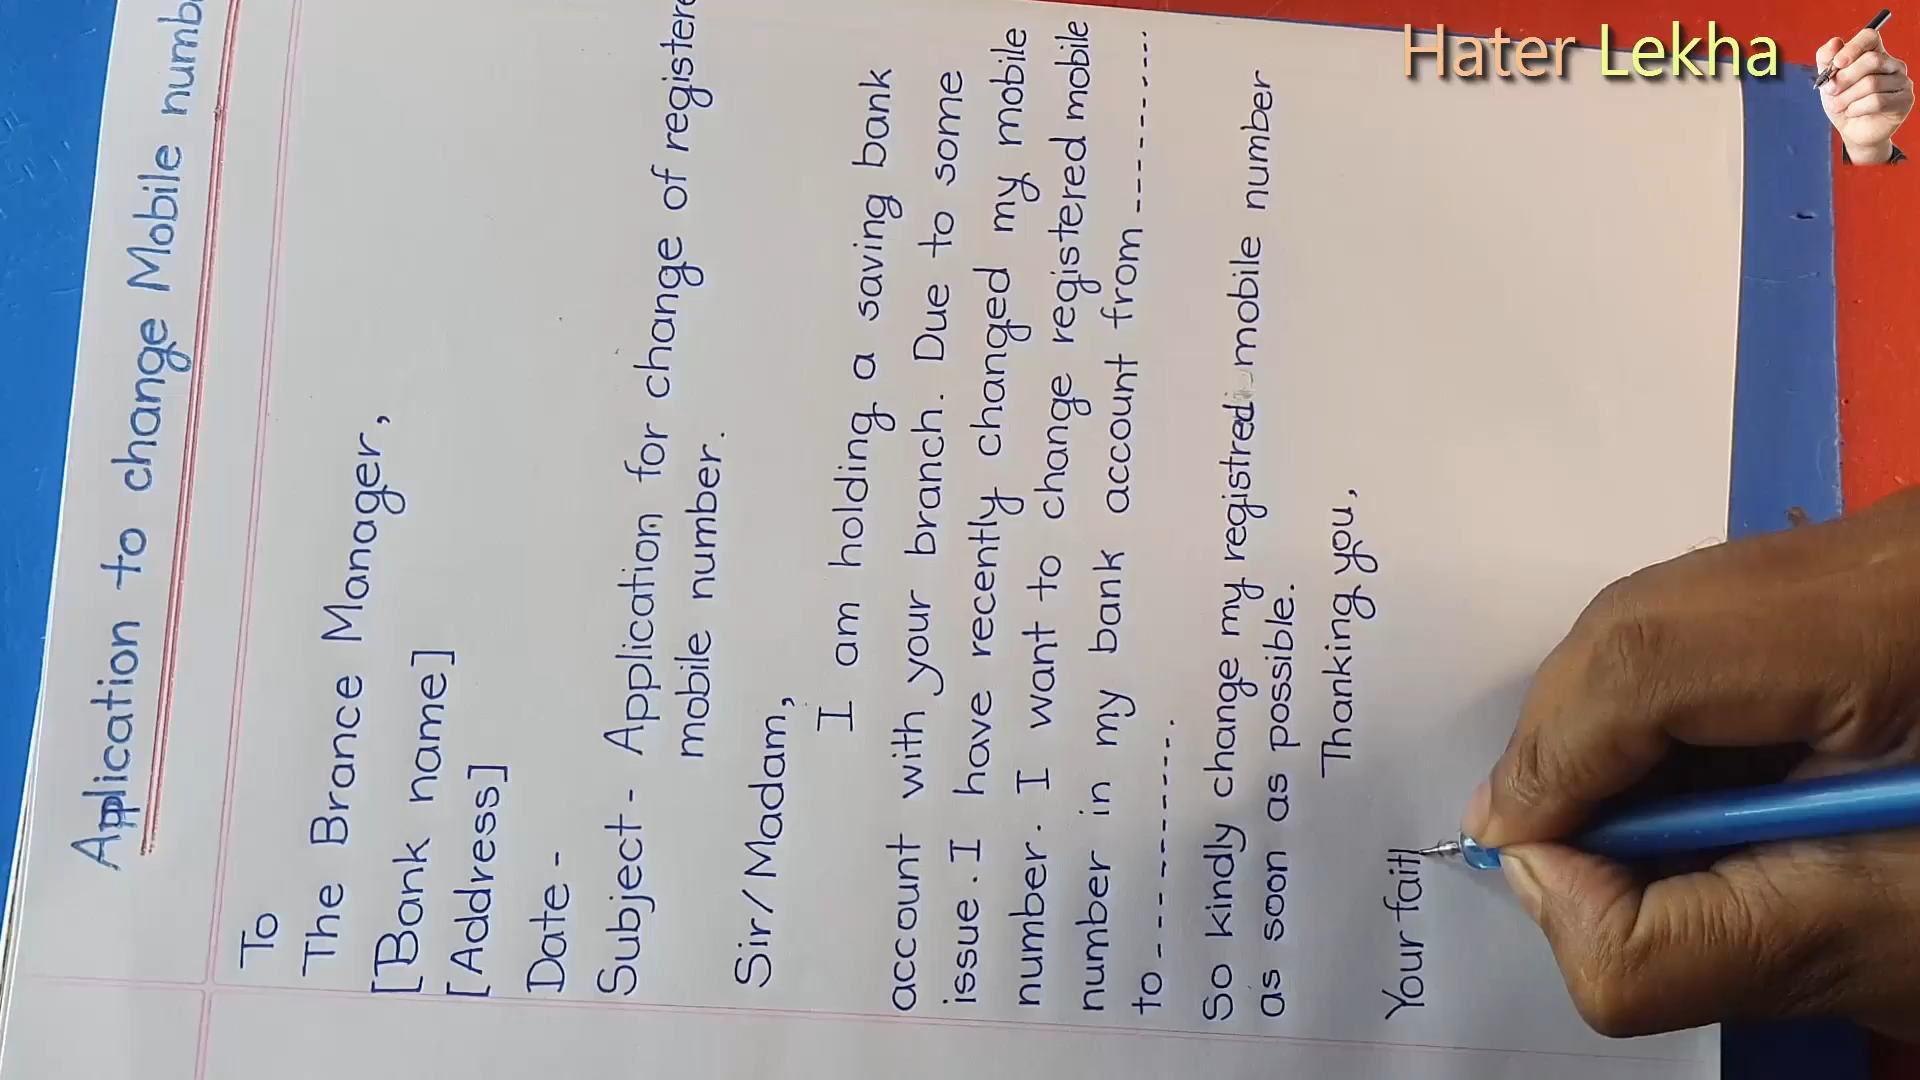 Hater Lekha
Application to change Mobile numb
To
The Brance Manager,
[Bank name]
[Address]
Date -
Subject - Application for change of registere
mobile number.
Sir/Madam,
I am holding a saving bank
account with your branch. Due to some
issue. I have recently changed my mobile
number. I want to change registered mobile
number in my bank account from ----------
to -----------.
So kindly change my registred mobile number
as soon as possible.
Thanking you,
Your fait